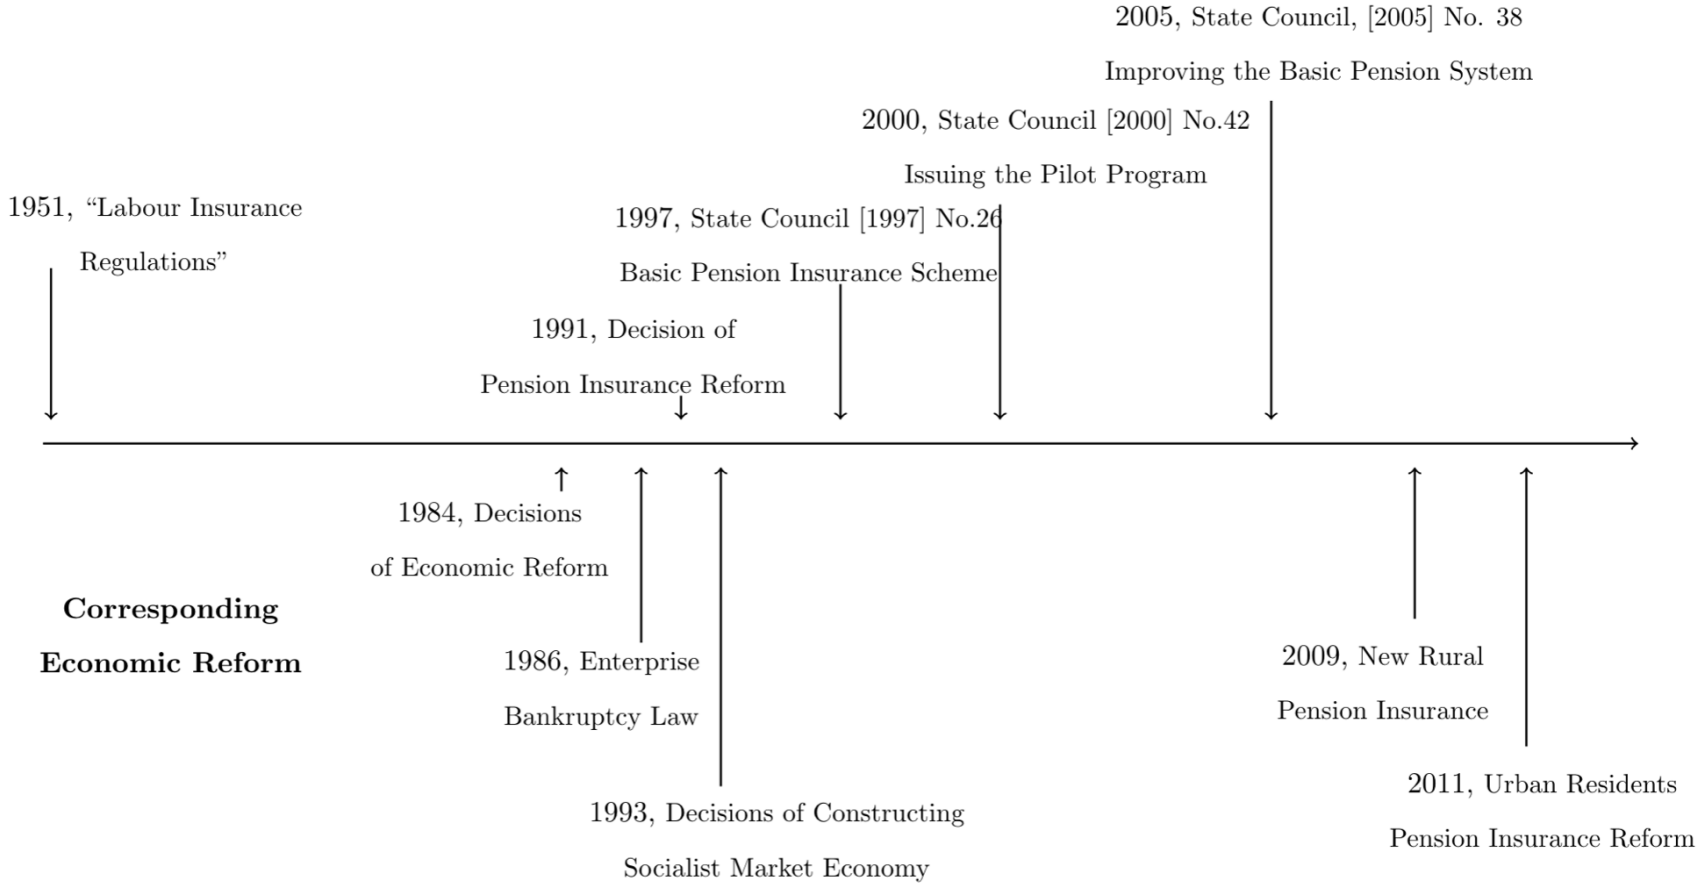 2005, State Council, [2005] No. 38
Improving the Basic Pension System
2000, State Council [2000] No.42
Issuing the Pilot Program
1951, “Labour Insurance
Regulations”
1997, State Council [1997] No.26
Basic Pension Insurance Scheme
1991, Decision of
Pension Insurance Reform
1984, Decisions
of Economic Reform
Corresponding
Economic Reform
1986, Enterprise
Bankruptcy Law
2009, New Rural
Pension Insurance
1993, Decisions of Constructing
Socialist Market Economy
2011, Urban Residents
Pension Insurance Reform